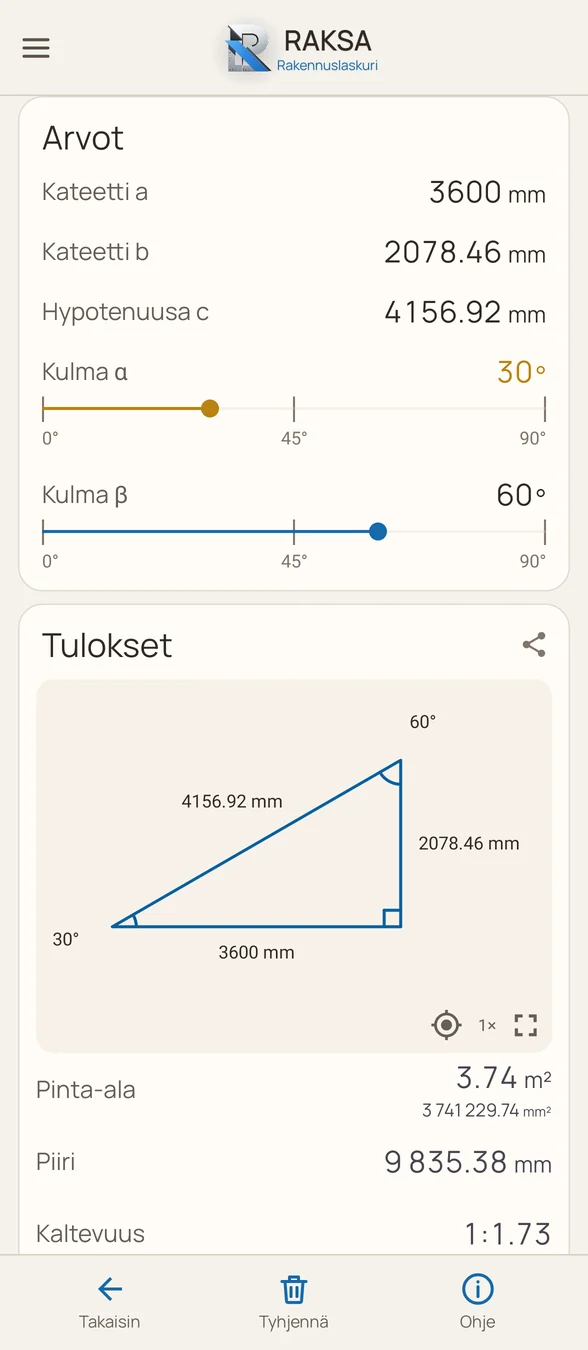 RAKSA
Rakennuslaskuri
Arvot
Kateetti a 3600 mm
Kateetti b 2078.46 mm
Hypotenuusa c 4156.92 mm
Kulma α 30°
0° 45° 90°
Kulma β 60°
0° 45° 90°
Tulokset
60°
4156.92 mm
2078.46 mm
30°
3600 mm
1×
Pinta-ala 3.74 m²
3 741 229.74 mm²
Piiri 9 835.38 mm
Kaltevuus 1:1.73
Takaisin Tyhjennä Ohje